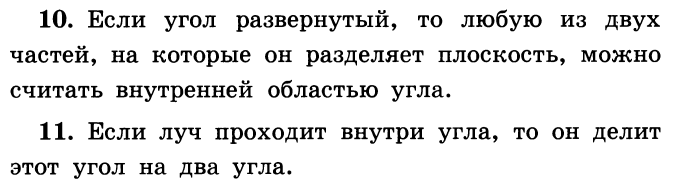 10. Если угол развернутый, то любую из двух
частей, на которые он разделяет плоскость, можно
считать внутренней областью угла.
11. Если луч проходит внутри угла, то он делит
этот угол на два угла.